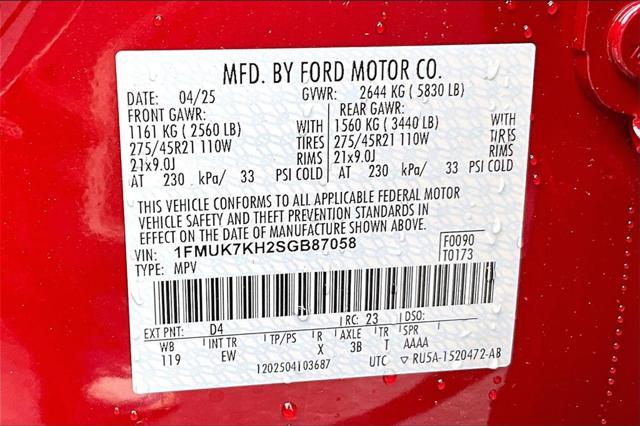 MFD. BY FORD MOTOR CO.
DATE: 04/25 GVWR: 2644 KG ( 5830 LB)
FRONT GAWR: REAR GAWR:
1161 KG ( 2560 LB) WITH 1560 KG ( 3440 LB) WITH
275/45R21 110W TIRES 275/45R21 110W TIRES
21x9.0J RIMS 21x9.0J RIMS
AT 230 kPa/ 33 PSI COLD AT 230 kPa/ 33 PSI COLD
THIS VEHICLE CONFORMS TO ALL APPLICABLE FEDERAL MOTOR
VEHICLE SAFETY AND THEFT PREVENTION STANDARDS IN
EFFECT ON THE DATE OF MANUFACTURE SHOWN ABOVE.
VIN: 1FMUK7KH2SGB87058 F0090
TYPE: MPV T0173
EXT PNT: D4 RC: 23 DSO:
WB INT TR TP/PS R AXLE TR SPR
119 EW X 3B T AAAA
1202504103687 UTC ▽ RU5A-1520472-AB